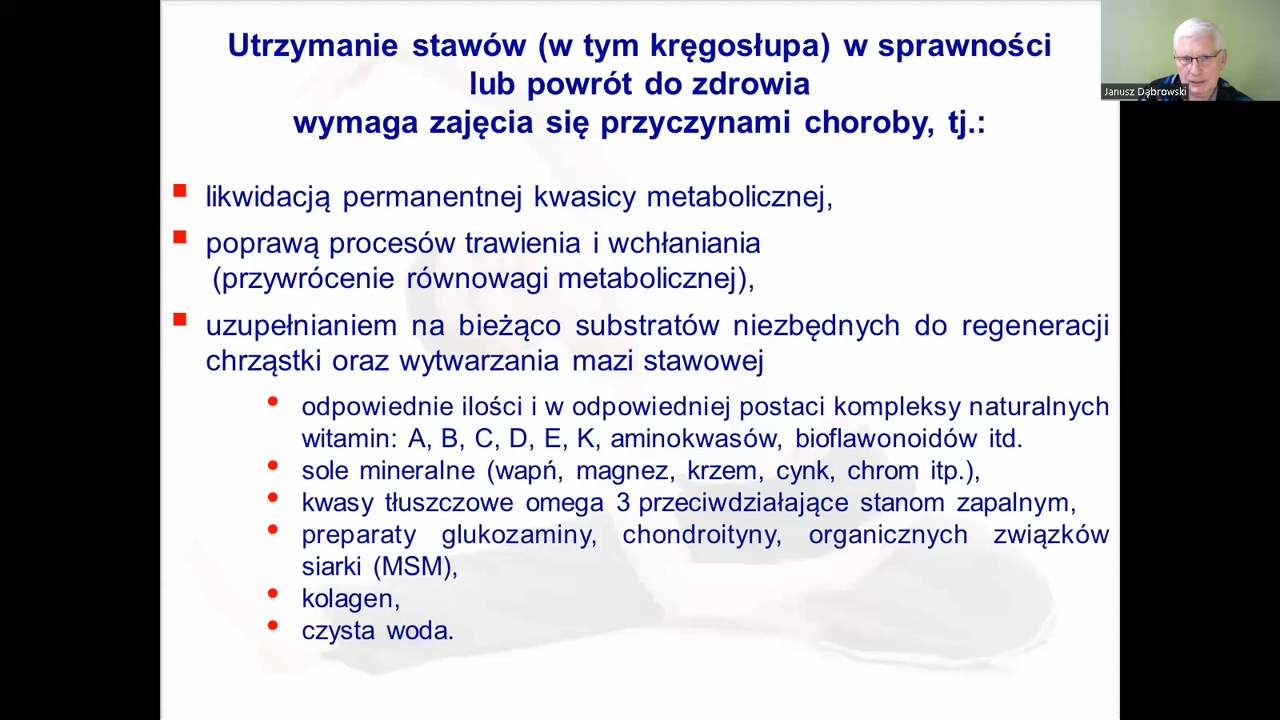 Utrzymanie stawów (w tym kręgosłupa) w sprawności
lub powrót do zdrowia
wymaga zajęcia się przyczynami choroby, tj.:
Janusz Dąbrowski
likwidacją permanentnej kwasicy metabolicznej,
poprawą procesów trawienia i wchłaniania
(przywrócenie równowagi metabolicznej),
uzupełnianiem na bieżąco substratów niezbędnych do regeneracji
chrząstki oraz wytwarzania mazi stawowej
odpowiednie ilości i w odpowiedniej postaci kompleksy naturalnych
witamin: A, B, C, D, E, K, aminokwasów, bioflawonoidów itd.
sole mineralne (wapń, magnez, krzem, cynk, chrom itp.),
kwasy tłuszczowe omega 3 przeciwdziałające stanom zapalnym,
preparaty glukozaminy, chondroityny, organicznych związków
siarki (MSM),
kolagen,
czysta woda.